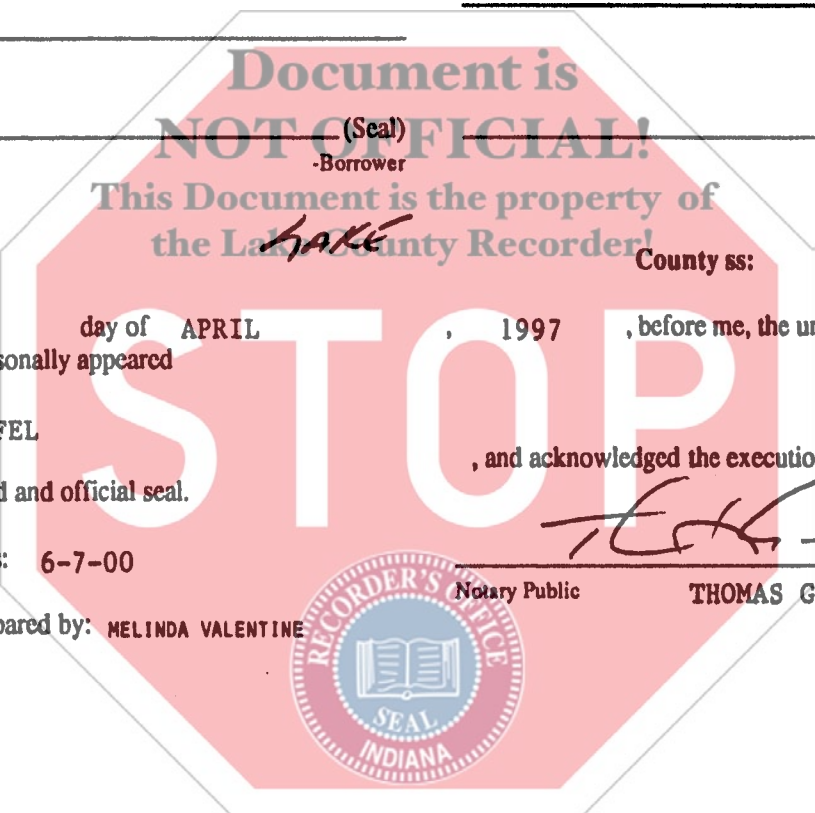 Document is
(Seal)
NOT OFFICIAL!
-Borrower
This Document is the property of
the Lake County Recorder!
LAKE
County ss:
day of APRIL , 1997 , before me, the un
sonally appeared
STOP
FEL
, and acknowledged the executio
d and official seal.
s: 6-7-00
Notary Public THOMAS G
pared by: MELINDA VALENTINE
RECORDER'S OFFICE
SEAL
INDIANA